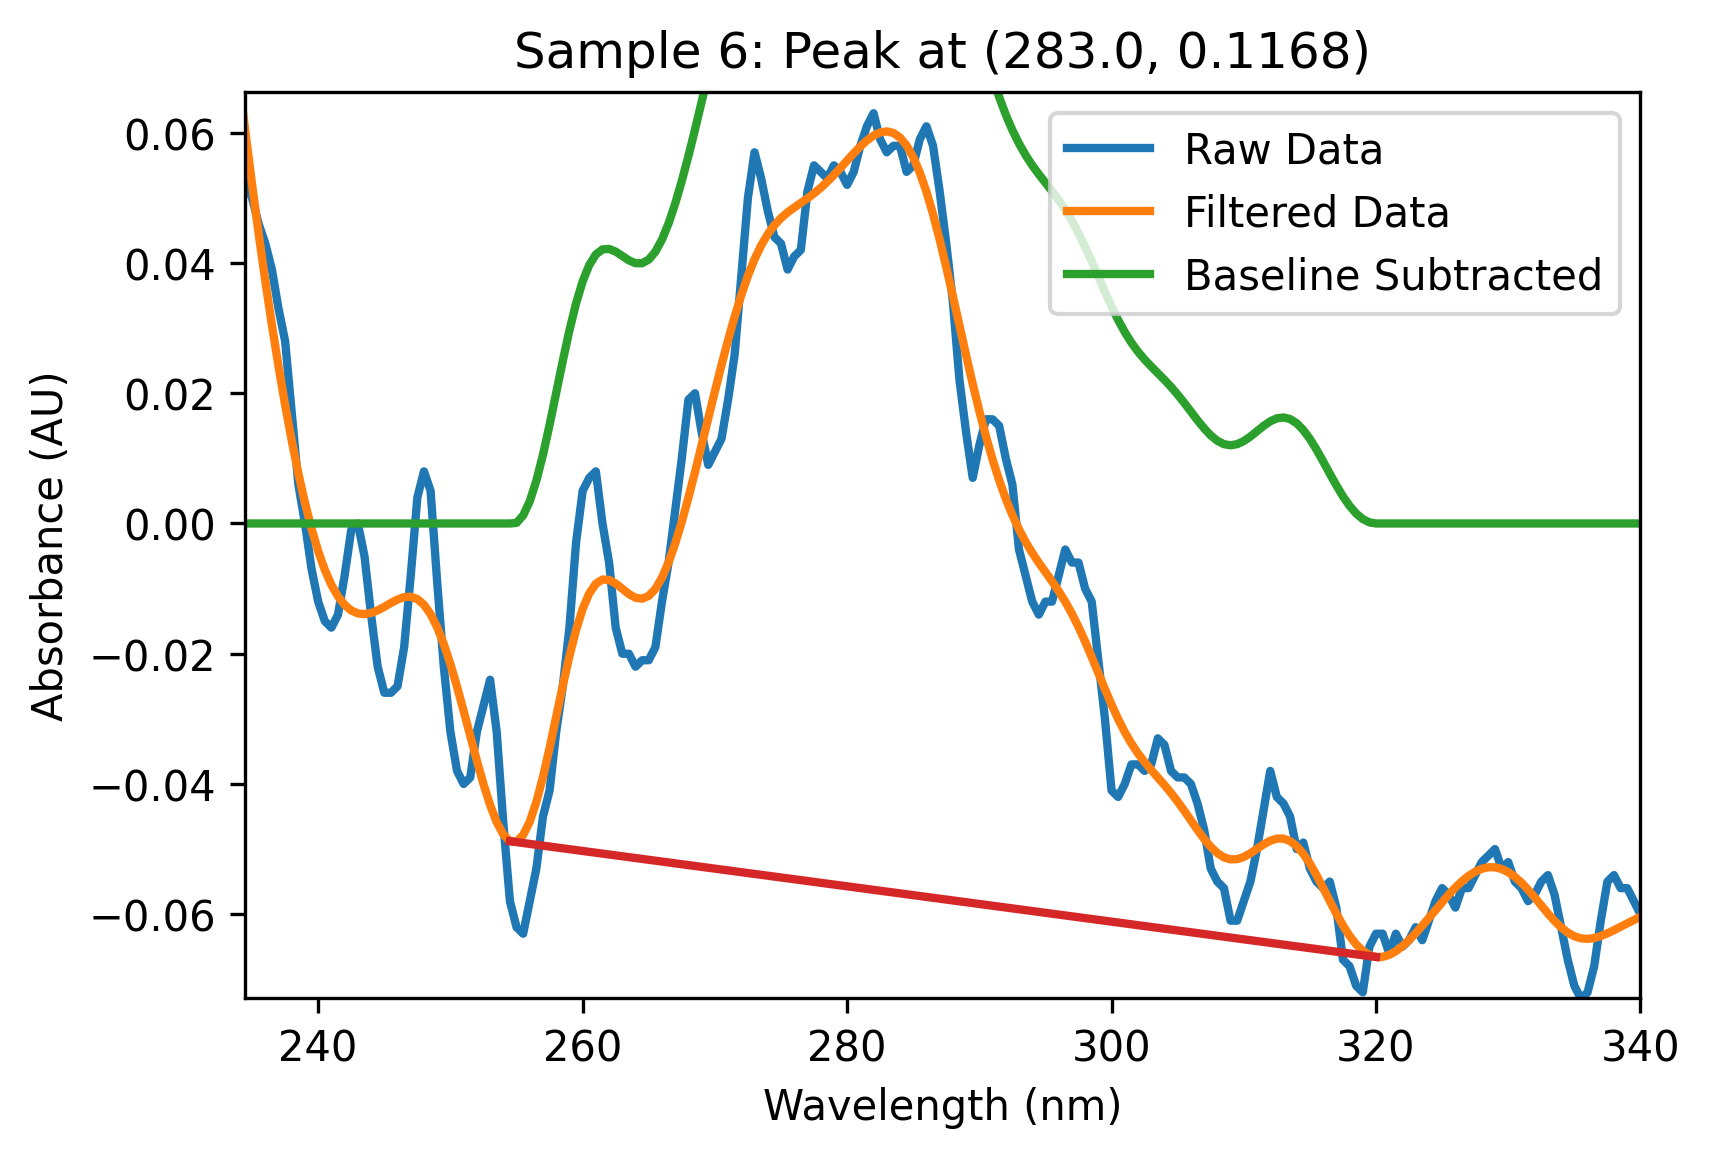 Sample 6: Peak at (283.0, 0.1168)
Raw Data
Filtered Data
Baseline Subtracted
0.06
0.04
0.02
0.00
−0.02
−0.04
−0.06
Absorbance (AU)
240 260 280 300 320 340
Wavelength (nm)